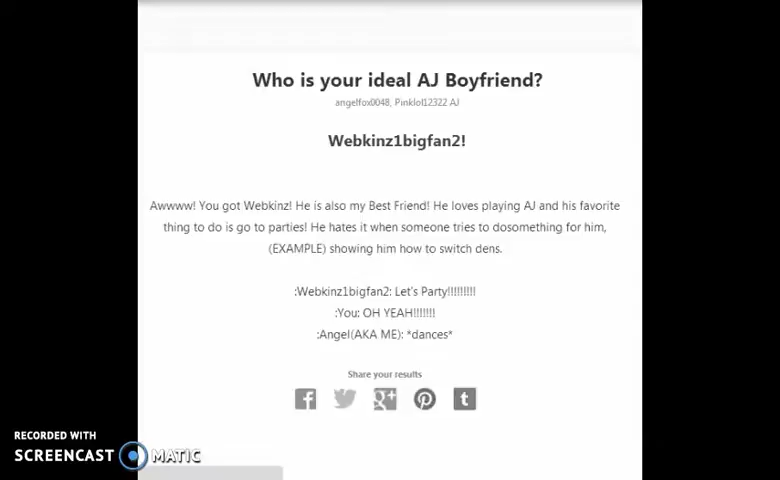 Who is your ideal AJ Boyfriend?
angelfox0048, Pinklol12322 AJ
Webkinz1bigfan2!
Awwww! You got Webkinz! He is also my Best Friend! He loves playing AJ and his favorite
thing to do is go to parties! He hates it when someone tries to dosomething for him,
(EXAMPLE) showing him how to switch dens.
:Webkinz1bigfan2: Let's Party!!!!!!!!!
:You: OH YEAH!!!!!!!
:Angel(AKA ME): *dances*
Share your results
RECORDED WITH
SCREENCAST MATIC